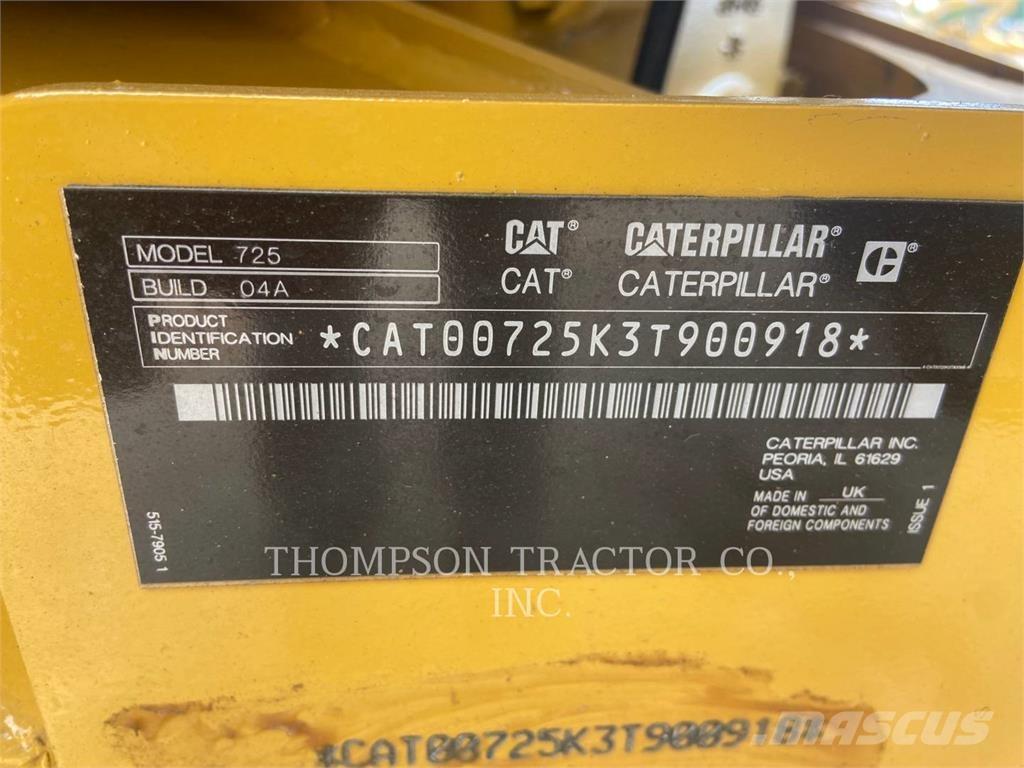 MODEL 725
BUILD 04A
CAT® CATERPILLAR® ®
CAT® CATERPILLAR®
PRODUCT
IDENTIFICATION
NUMBER
*CAT00725K3T900918*
CATERPILLAR INC.
PEORIA, IL 61629
USA
MADE IN UK
OF DOMESTIC AND
FOREIGN COMPONENTS
ISSUE 1
515-7905 1
THOMPSON TRACTOR CO.,
INC.
*CAT00725K3T900918*
MASCUS